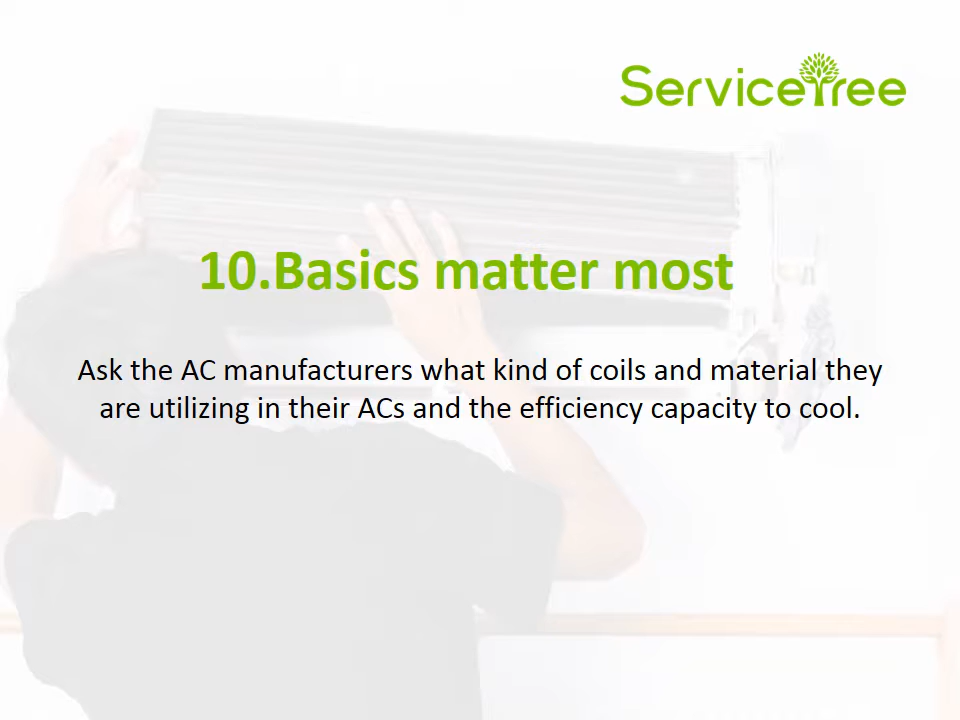 ServiceTree
10.Basics matter most
Ask the AC manufacturers what kind of coils and material they
are utilizing in their ACs and the efficiency capacity to cool.